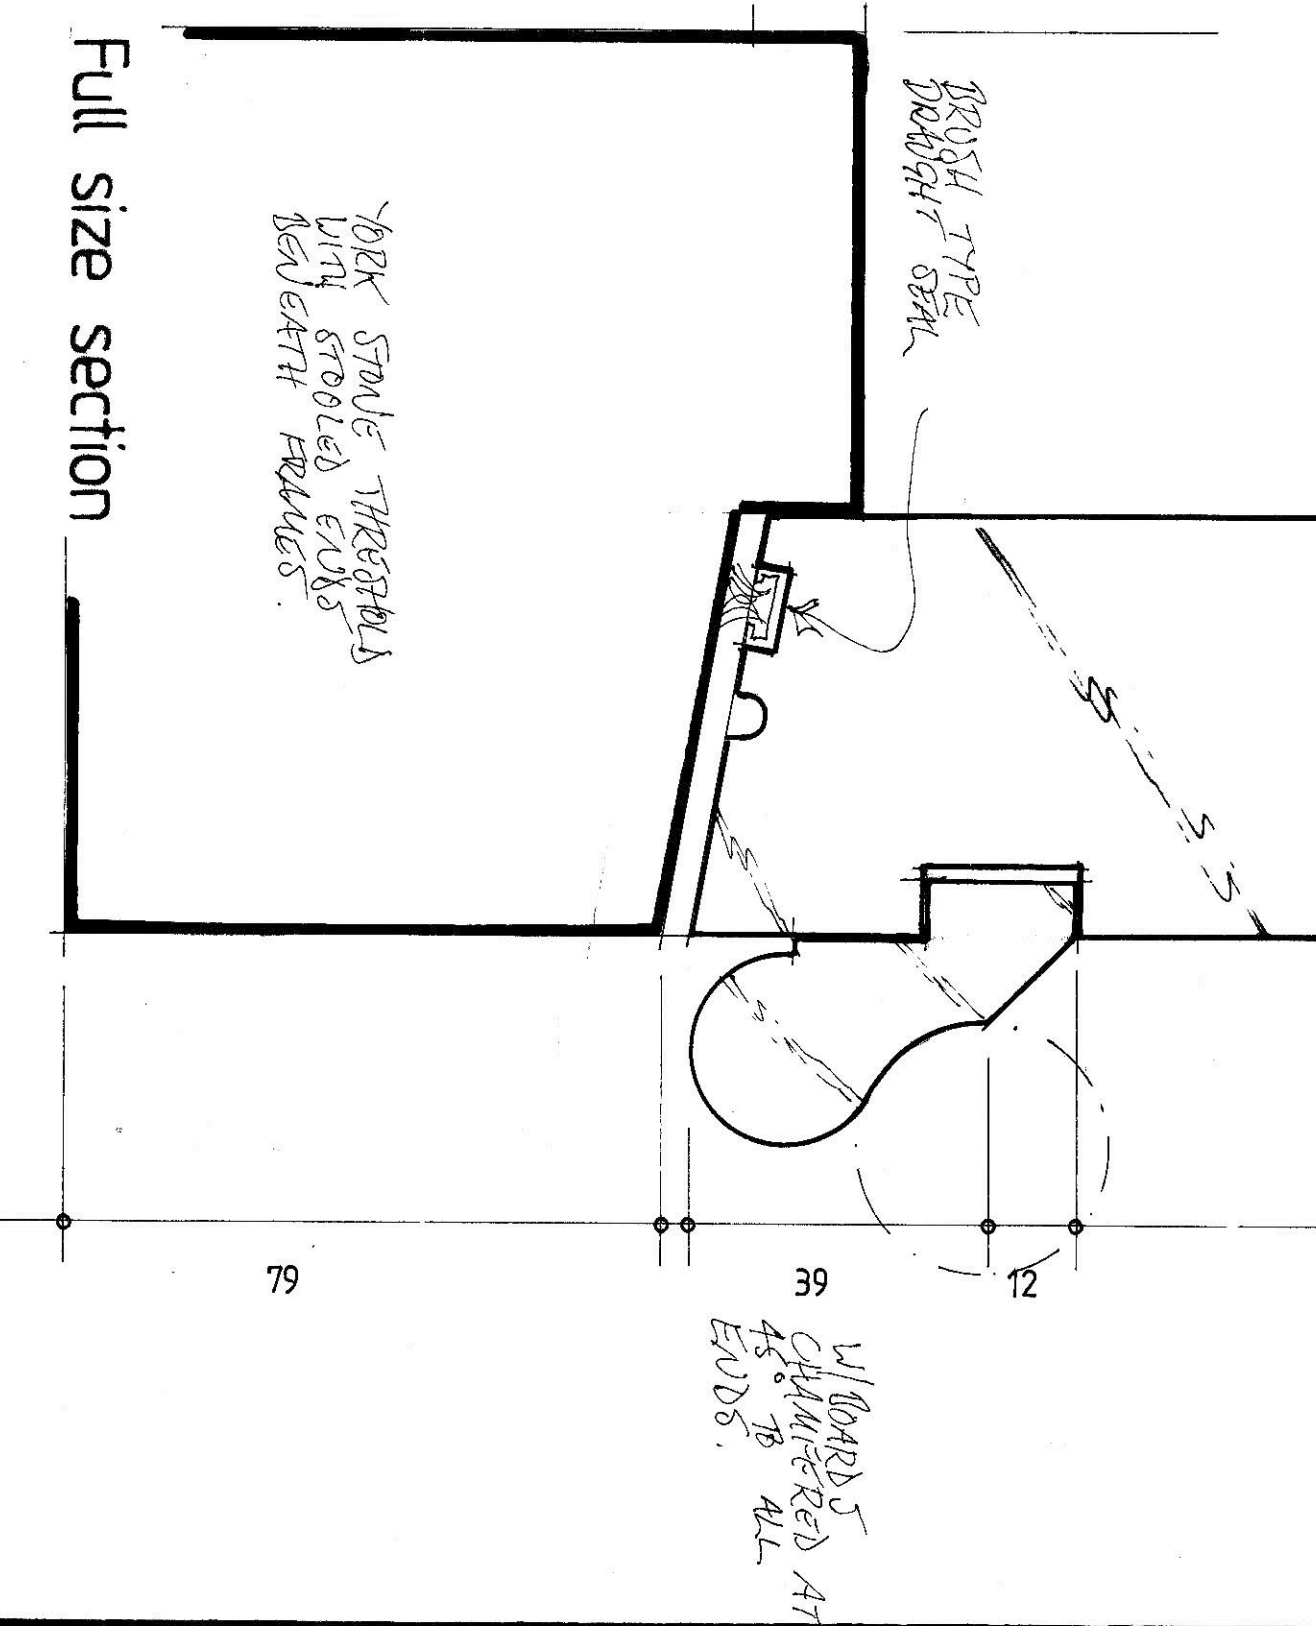 BRUSH TYPE
DRAUGHT SEAL
YORK STONE THRESHOLD
WITH STOOLED ENDS
BENEATH FRAMES.
Full size section
79
39
12
W/BOARDS
CHAMFERED AT
45° TO ALL
ENDS.